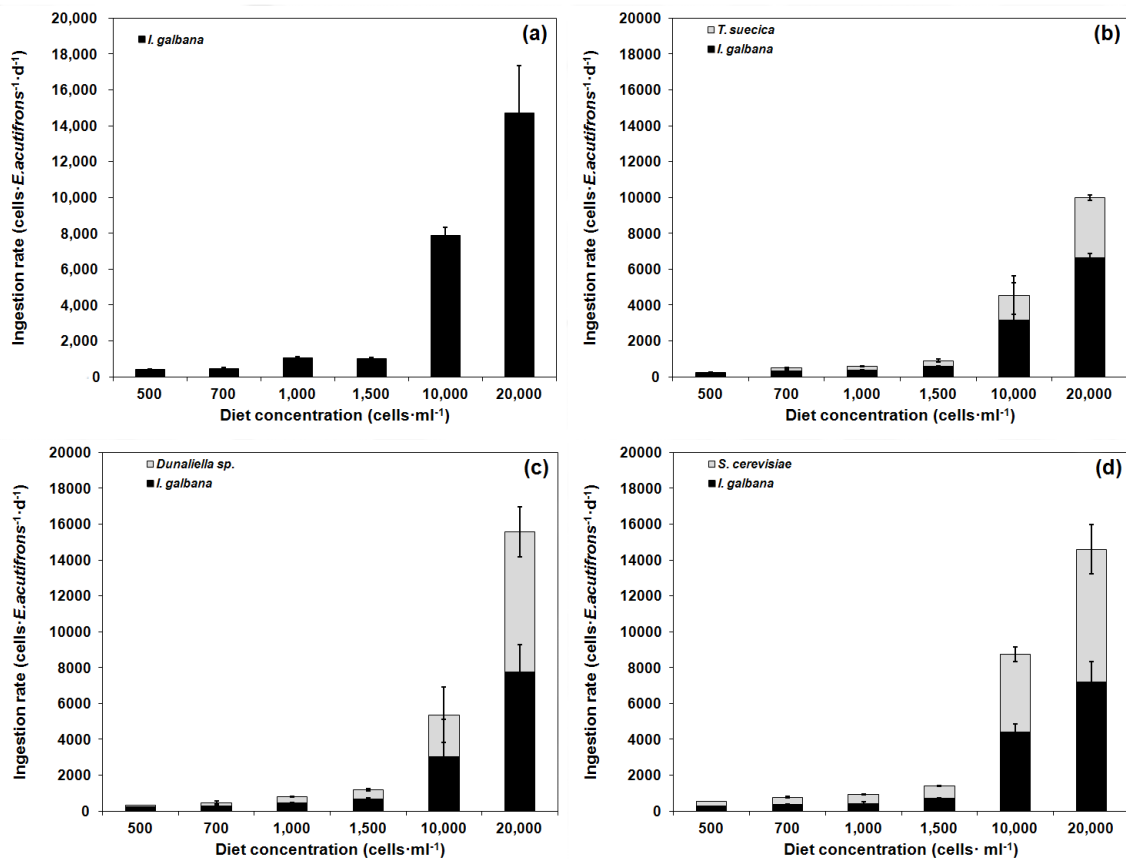 (a)
I. galbana
20,000
18,000
16,000
14,000
12,000
10,000
8,000
6,000
4,000
2,000
0
Ingestion rate (cells·E.acutifrons⁻¹·d⁻¹)
500 700 1,000 1,500 10,000 20,000
Diet concentration (cells·ml⁻¹)
(b)
T. suecica
I. galbana
20000
18000
16000
14000
12000
10000
8000
6000
4000
2000
0
Ingestion rate (cells·E.acutifrons⁻¹·d⁻¹)
500 700 1,000 1,500 10,000 20,000
Diet concentration (cells·ml⁻¹)
(c)
Dunaliella sp.
I. galbana
20000
18000
16000
14000
12000
10000
8000
6000
4000
2000
0
Ingestion rate (cells·E.acutifrons⁻¹·d⁻¹)
500 700 1,000 1,500 10,000 20,000
Diet concentration (cells·ml⁻¹)
(d)
S. cerevisiae
I. galbana
20000
18000
16000
14000
12000
10000
8000
6000
4000
2000
0
Ingestion rate (cells·E.acutifrons⁻¹·d⁻¹)
500 700 1,000 1,500 10,000 20,000
Diet concentration (cells· ml⁻¹)